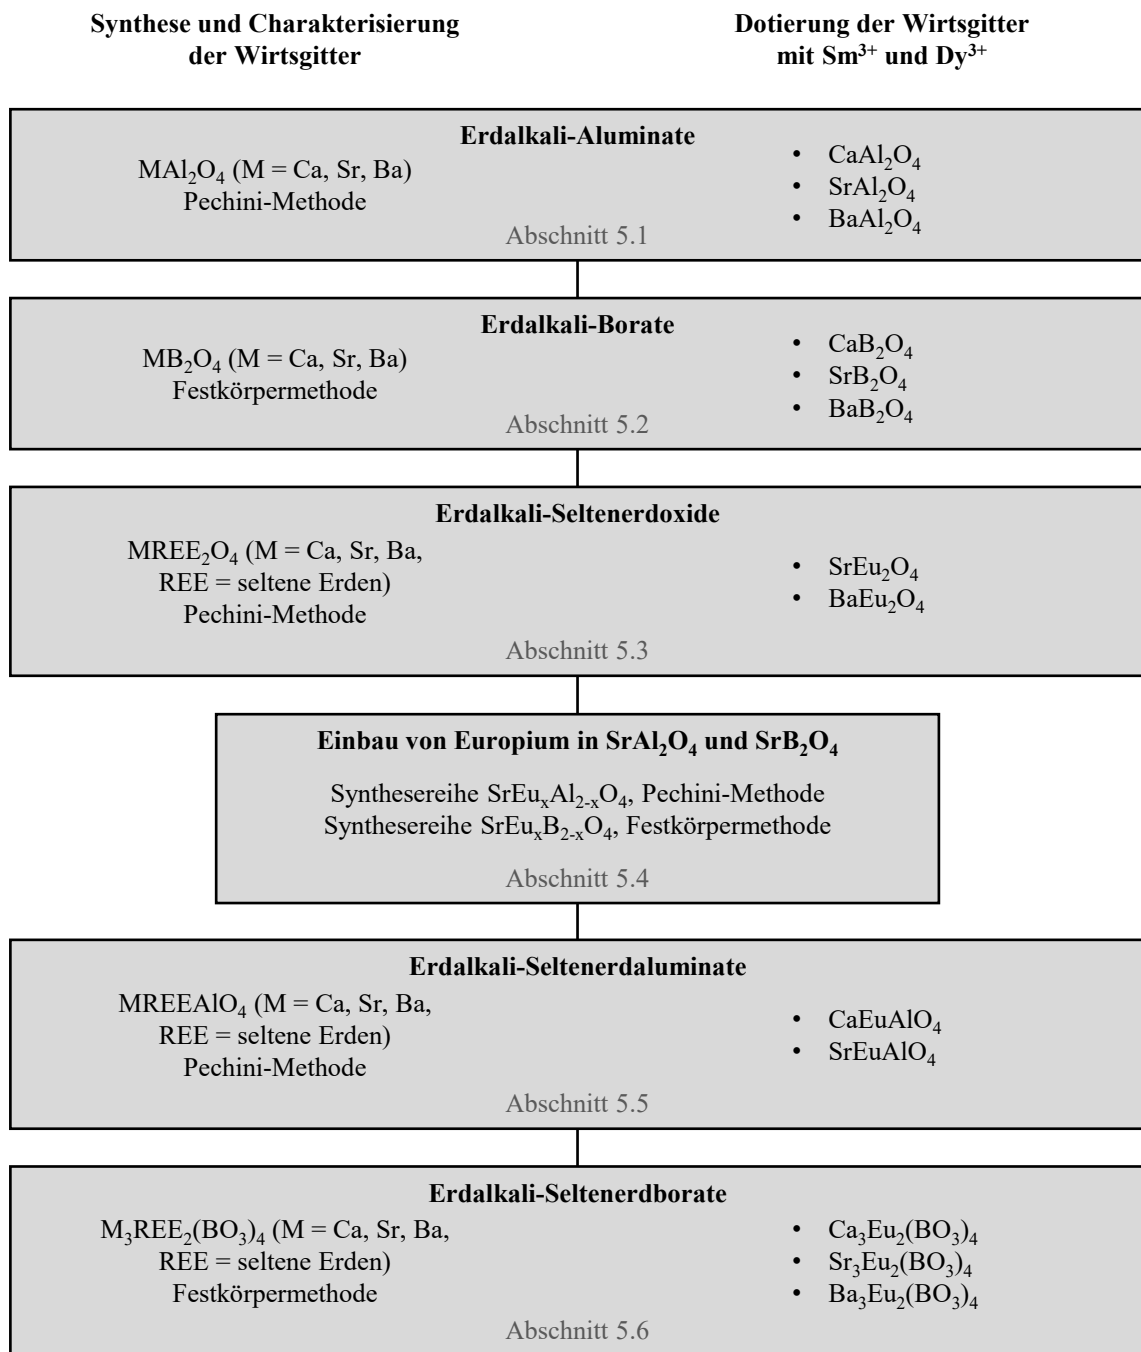 Synthese und Charakterisierung
der Wirtsgitter
Dotierung der Wirtsgitter
mit Sm³⁺ und Dy³⁺
Erdalkali-Aluminate
MAl₂O₄ (M = Ca, Sr, Ba)
Pechini-Methode
• CaAl₂O₄
• SrAl₂O₄
• BaAl₂O₄
Abschnitt 5.1
Erdalkali-Borate
MB₂O₄ (M = Ca, Sr, Ba)
Festkörpermethode
• CaB₂O₄
• SrB₂O₄
• BaB₂O₄
Abschnitt 5.2
Erdalkali-Seltenerdoxide
MREE₂O₄ (M = Ca, Sr, Ba,
REE = seltene Erden)
Pechini-Methode
• SrEu₂O₄
• BaEu₂O₄
Abschnitt 5.3
Einbau von Europium in SrAl₂O₄ und SrB₂O₄
Synthesereihe SrEuₓAl₂₋ₓO₄, Pechini-Methode
Synthesereihe SrEuₓB₂₋ₓO₄, Festkörpermethode
Abschnitt 5.4
Erdalkali-Seltenerdaluminate
MREEAlO₄ (M = Ca, Sr, Ba,
REE = seltene Erden)
Pechini-Methode
• CaEuAlO₄
• SrEuAlO₄
Abschnitt 5.5
Erdalkali-Seltenerdborate
M₃REE₂(BO₃)₄ (M = Ca, Sr, Ba,
REE = seltene Erden)
Festkörpermethode
• Ca₃Eu₂(BO₃)₄
• Sr₃Eu₂(BO₃)₄
• Ba₃Eu₂(BO₃)₄
Abschnitt 5.6